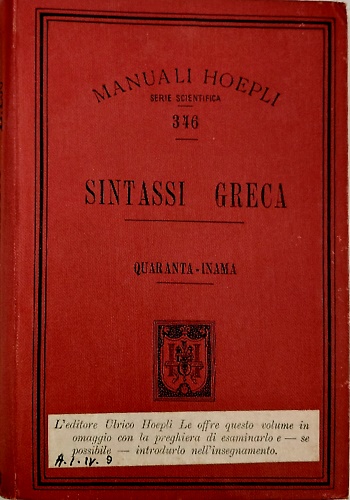 MANUALI HOEPLI
SERIE SCIENTIFICA
346
SINTASSI GRECA
QUARANTA-INAMA
L'editore Ulrico Hoepli Le offre questo volume in
omaggio con la preghiera di esaminarlo e — se
possibile — introdurlo nell'insegnamento.
A.I.IV.9